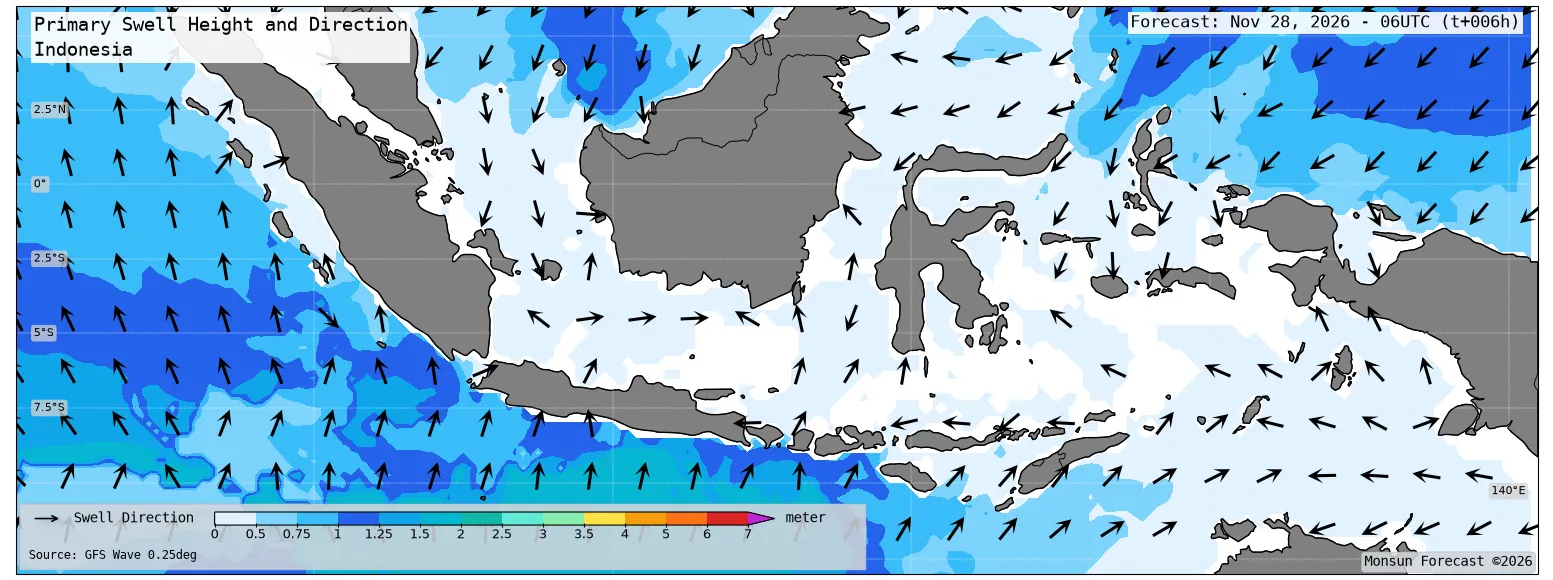 Primary Swell Height and Direction
Indonesia
Forecast: Nov 28, 2026 - 06UTC (t+006h)
2.5°N
0°
2.5°S
5°S
7.5°S
140°E
Swell Direction
0 0.5 0.75 1 1.25 1.5 2 2.5 3 3.5 4 5 6 7
meter
Source: GFS Wave 0.25deg
Monsun Forecast ©2026